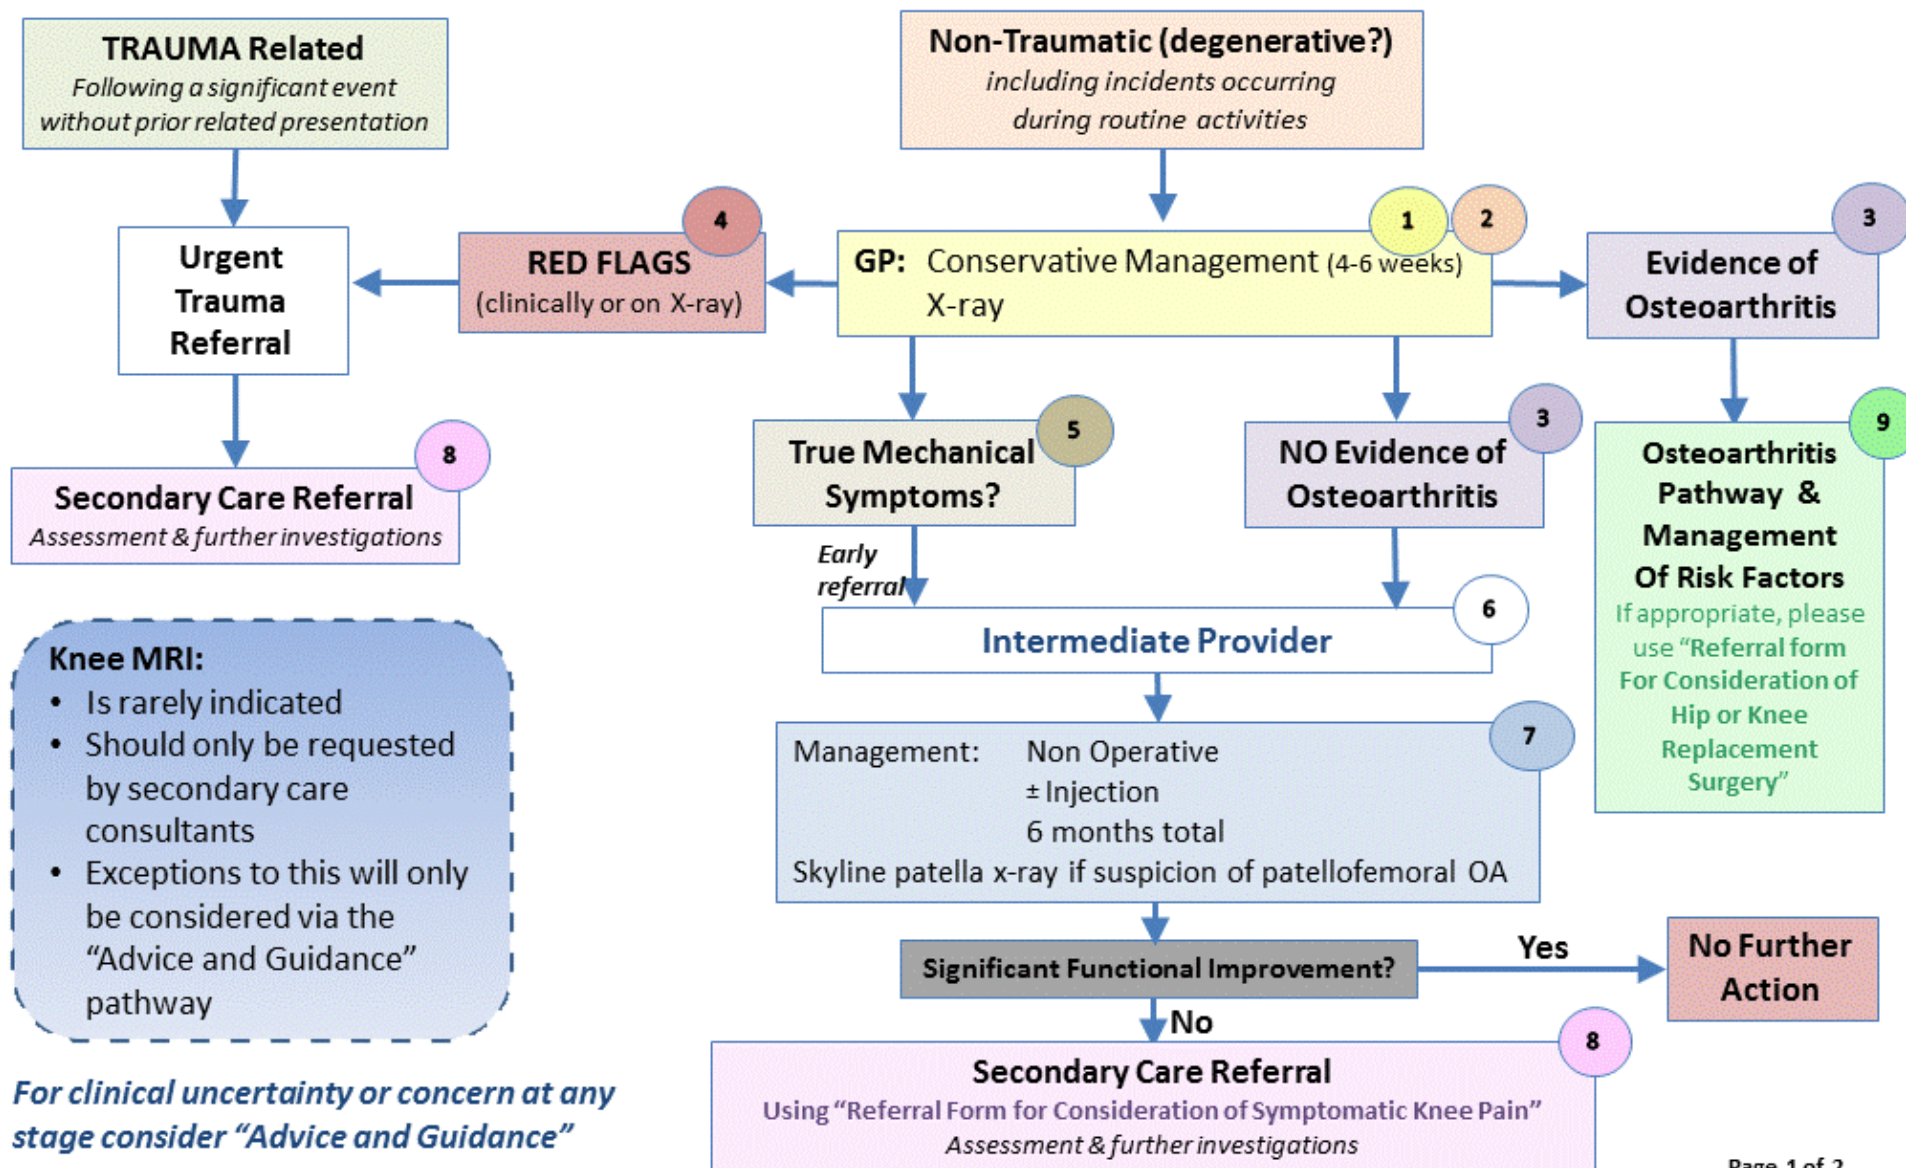 TRAUMA Related
Following a significant event
without prior related presentation
Non-Traumatic (degenerative?)
including incidents occurring
during routine activities
Urgent
Trauma
Referral
4
RED FLAGS
(clinically or on X-ray)
1
2
GP: Conservative Management (4-6 weeks)
X-ray
3
Evidence of
Osteoarthritis
8
Secondary Care Referral
Assessment & further investigations
5
True Mechanical
Symptoms?
3
NO Evidence of
Osteoarthritis
9
Osteoarthritis
Pathway &
Management
Of Risk Factors
If appropriate, please
use “Referral form
For Consideration of
Hip or Knee
Replacement
Surgery”
Early
referral
6
Intermediate Provider
Knee MRI:
• Is rarely indicated
• Should only be requested
by secondary care
consultants
• Exceptions to this will only
be considered via the
“Advice and Guidance”
pathway
7
Management: Non Operative
± Injection
6 months total
Skyline patella x-ray if suspicion of patellofemoral OA
Significant Functional Improvement?
Yes
No Further
Action
No
8
Secondary Care Referral
Using “Referral Form for Consideration of Symptomatic Knee Pain”
Assessment & further investigations
For clinical uncertainty or concern at any
stage consider “Advice and Guidance”
Page 1 of 2